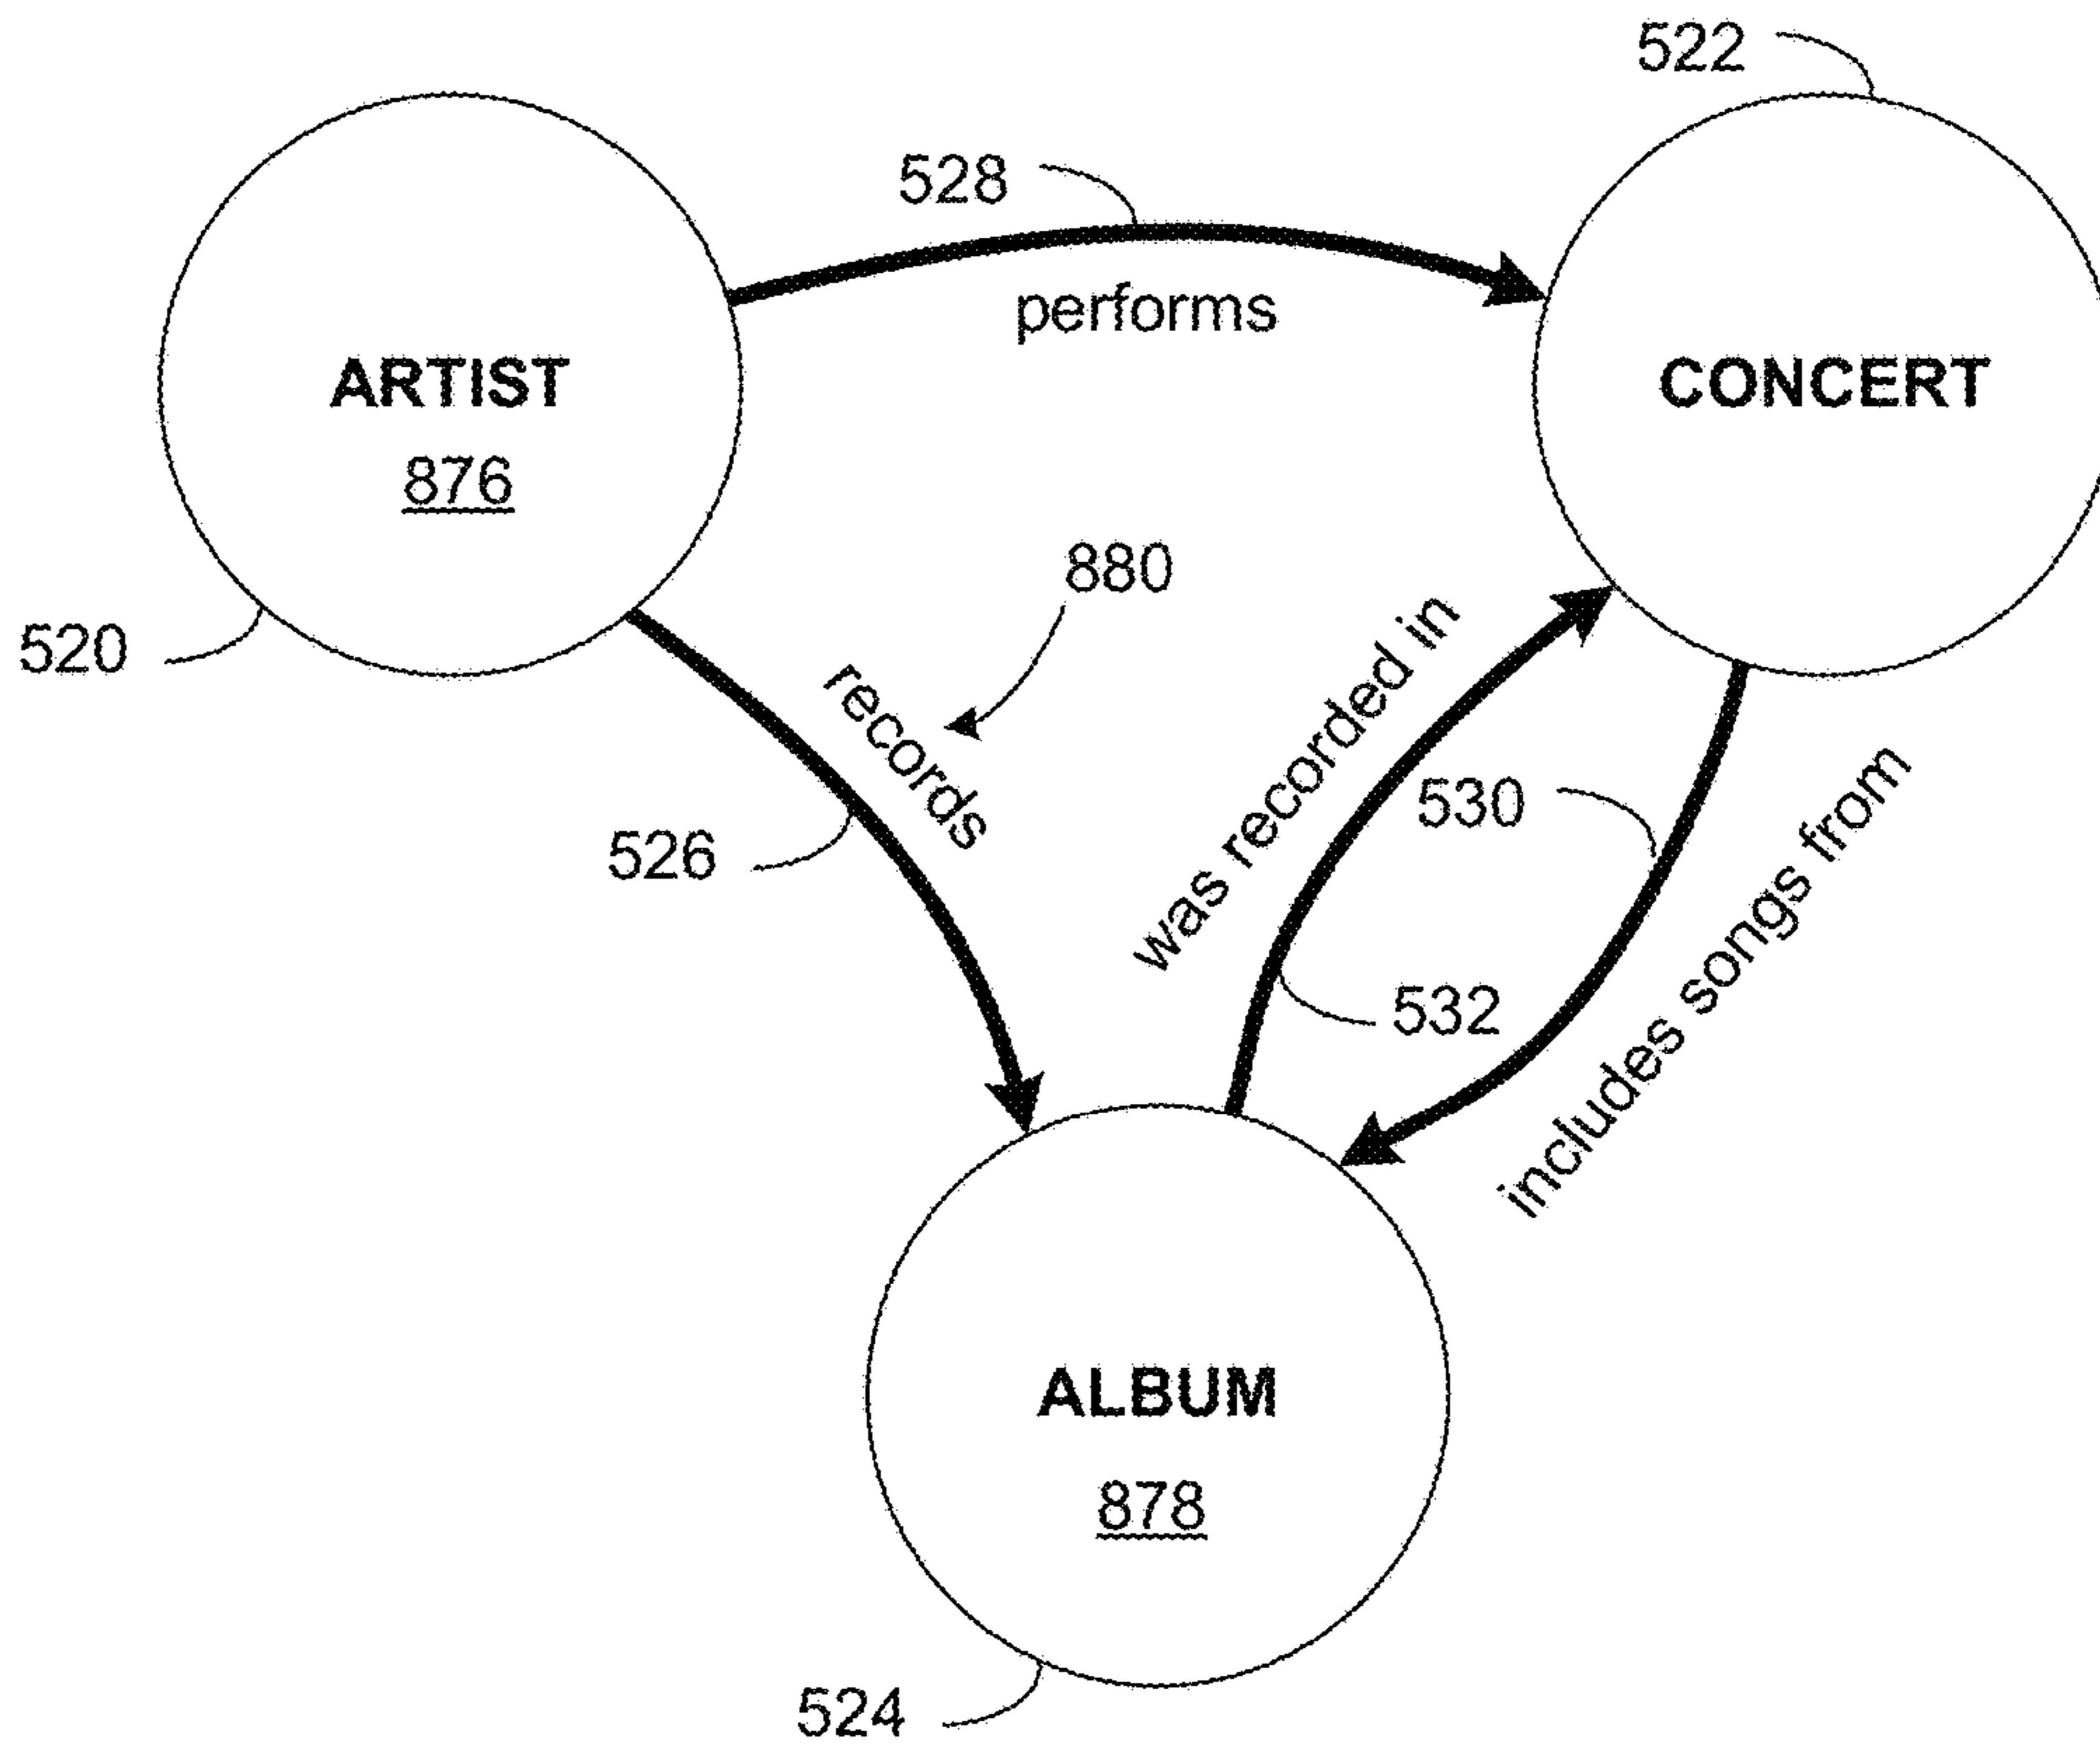 522
528
performs
ARTIST
876
CONCERT
880
520
records
was recorded in
530
526
532
includes songs from
ALBUM
878
524